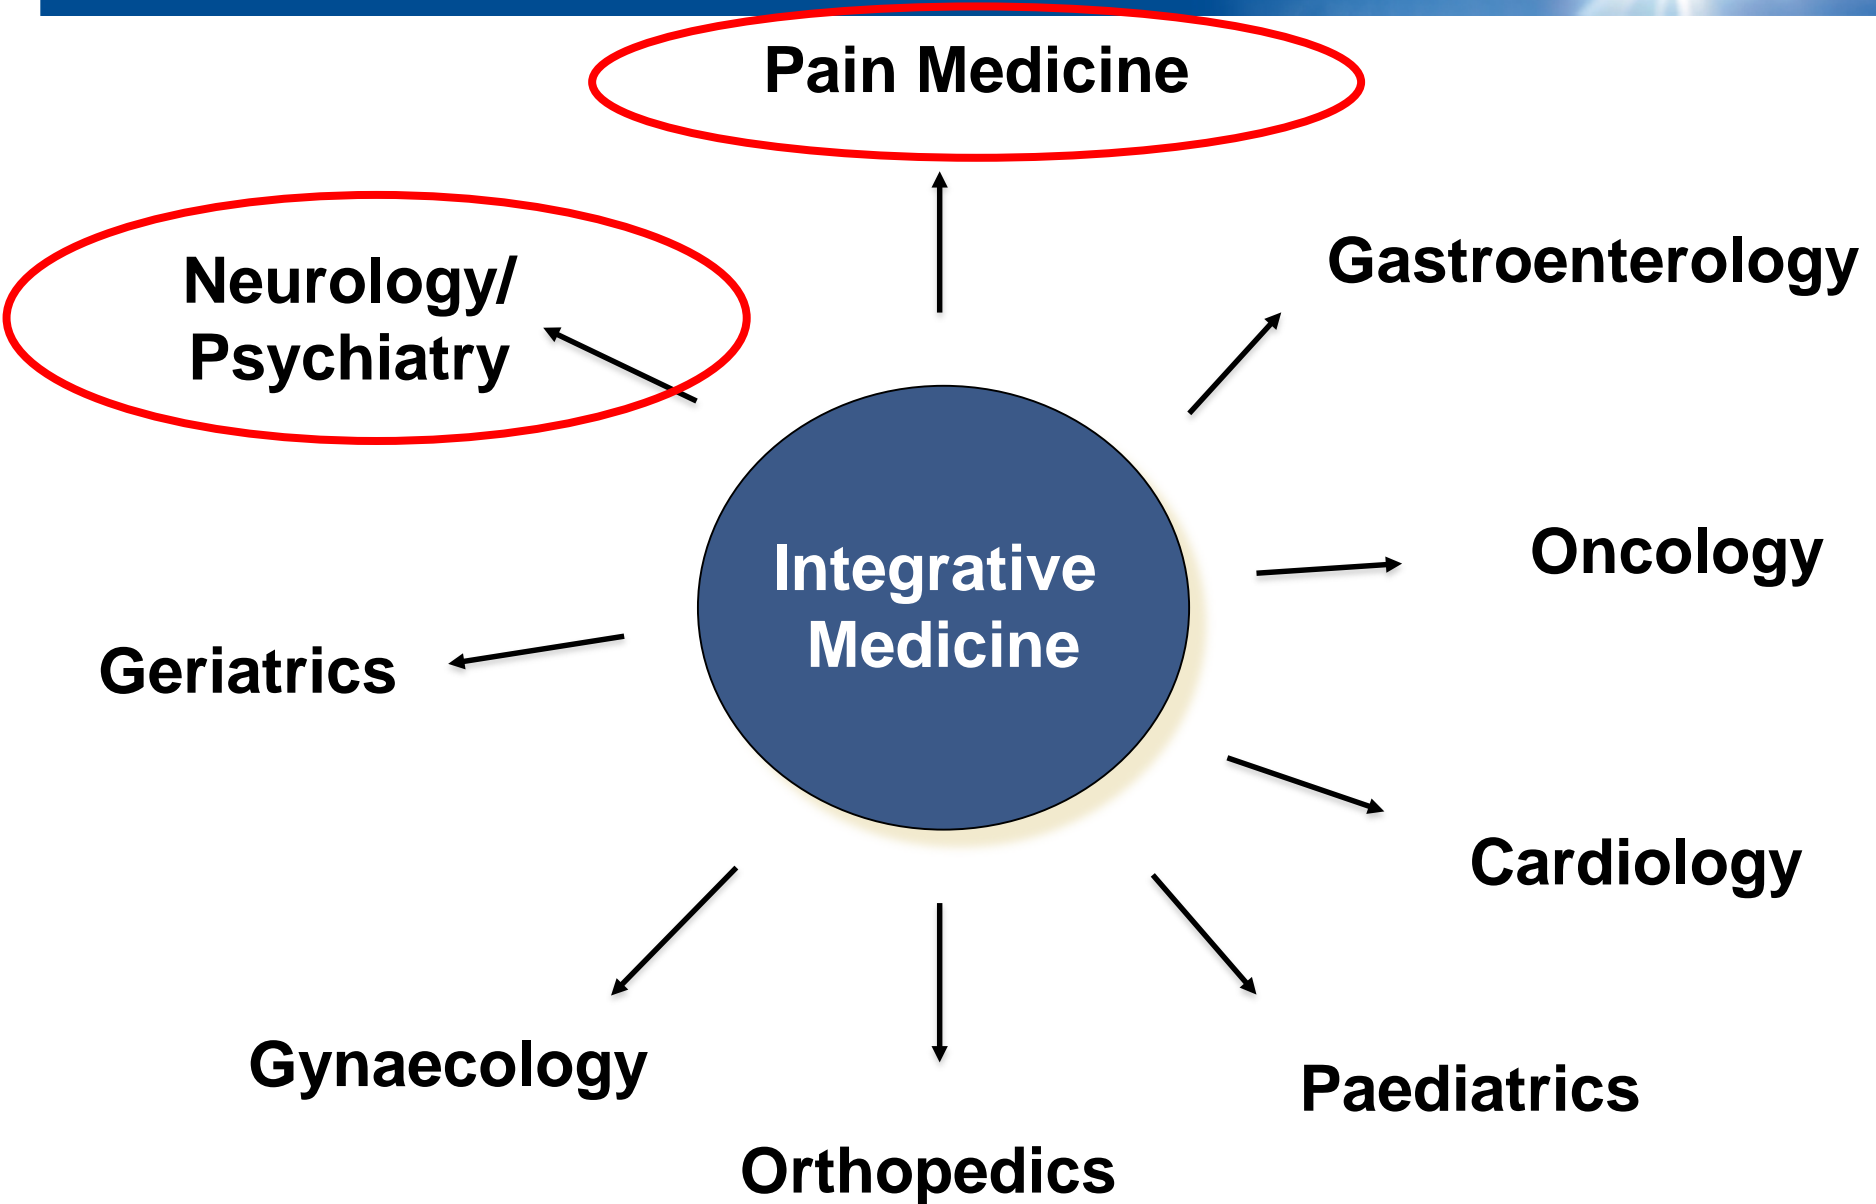 Pain Medicine
Neurology/
Psychiatry
Gastroenterology
Integrative
Medicine
Oncology
Geriatrics
Cardiology
Gynaecology
Paediatrics
Orthopedics